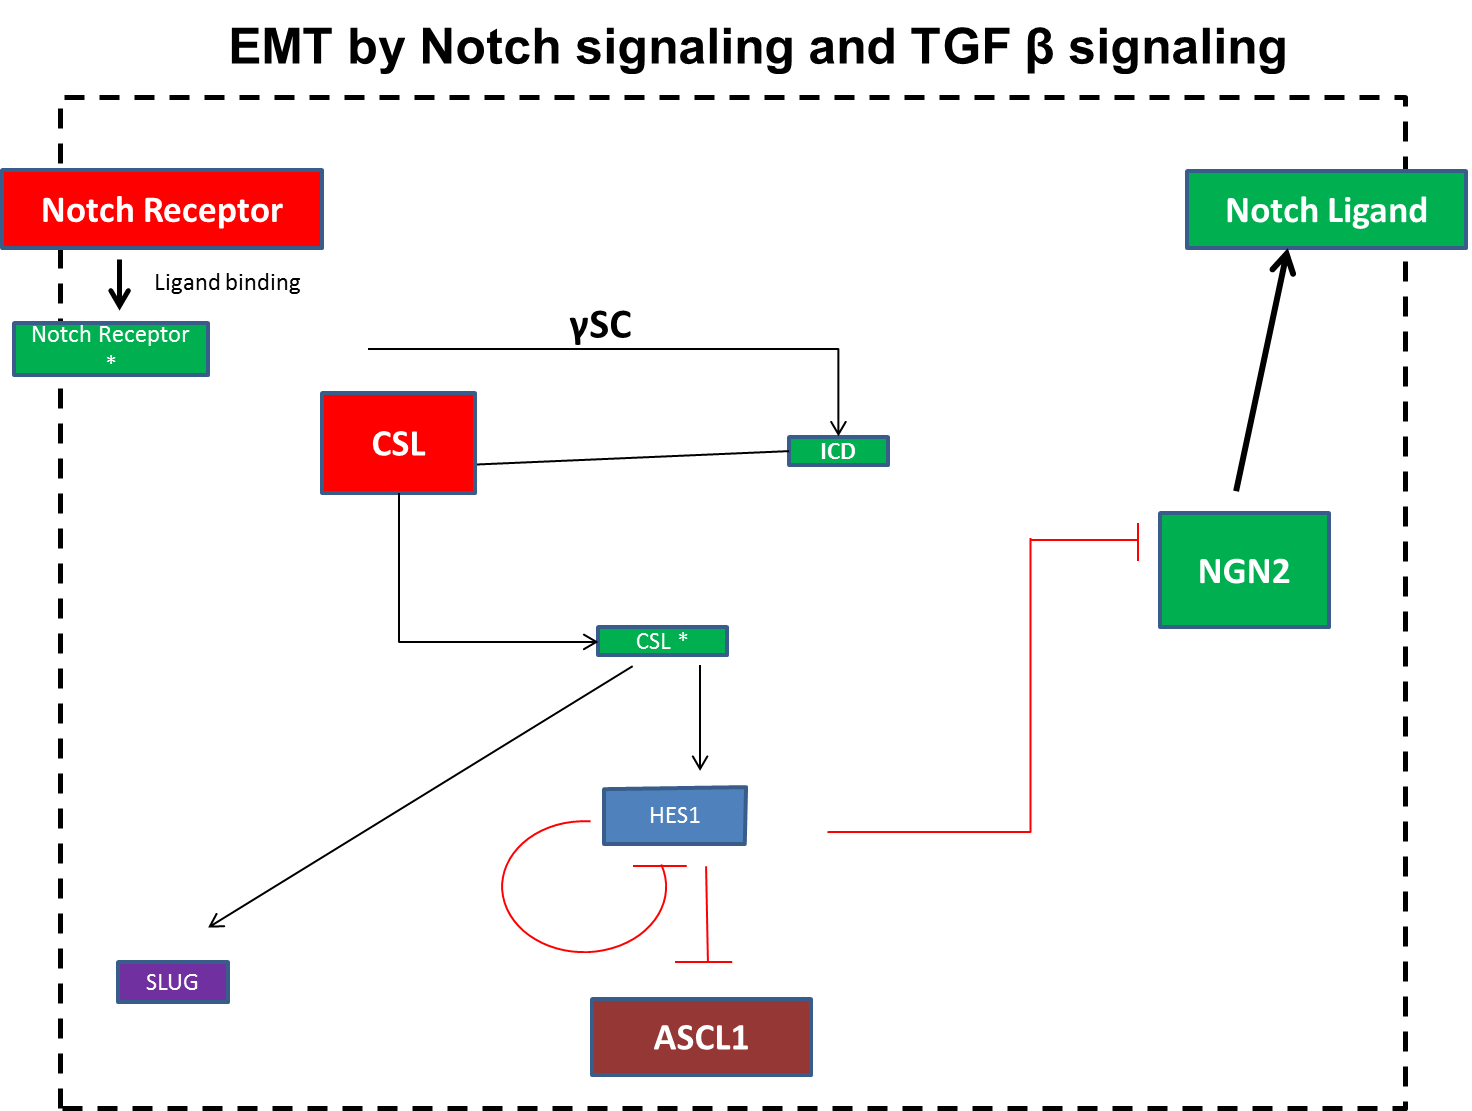 EMT by Notch signaling and TGF β signaling
Notch Receptor
Notch Ligand
Ligand binding
Notch Receptor
*
γSC
CSL
ICD
NGN2
CSL *
HES1
SLUG
ASCL1